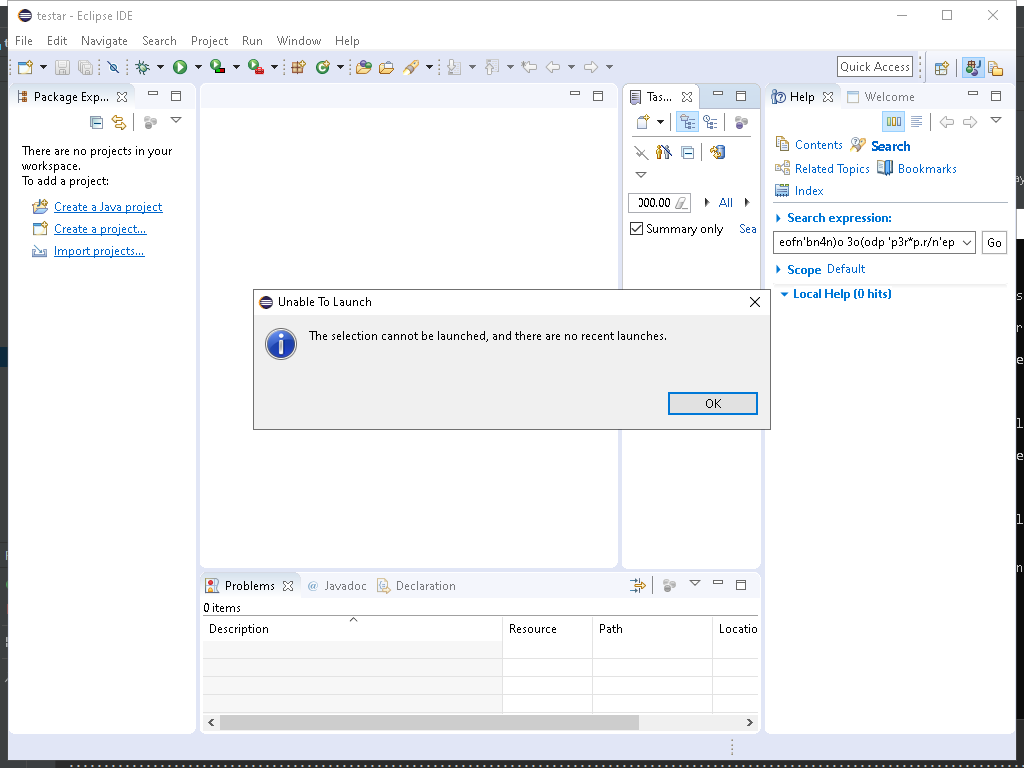 testar - Eclipse IDE
File Edit Navigate Search Project Run Window Help
Quick Access
Package Exp...
There are no projects in your
workspace.
To add a project:
Create a Java project
Create a project...
Import projects...
Tas...
000.00
All
Summary only
Sea
Help
Welcome
Contents
Search
Related Topics
Bookmarks
Index
Search expression:
eofn'bn4n)o 3o(odp 'p3r*p.r/n'ep
Go
Scope Default
Local Help (0 hits)
Unable To Launch
The selection cannot be launched, and there are no recent launches.
OK
Problems
@ Javadoc
Declaration
0 items
Description Resource Path Locatio